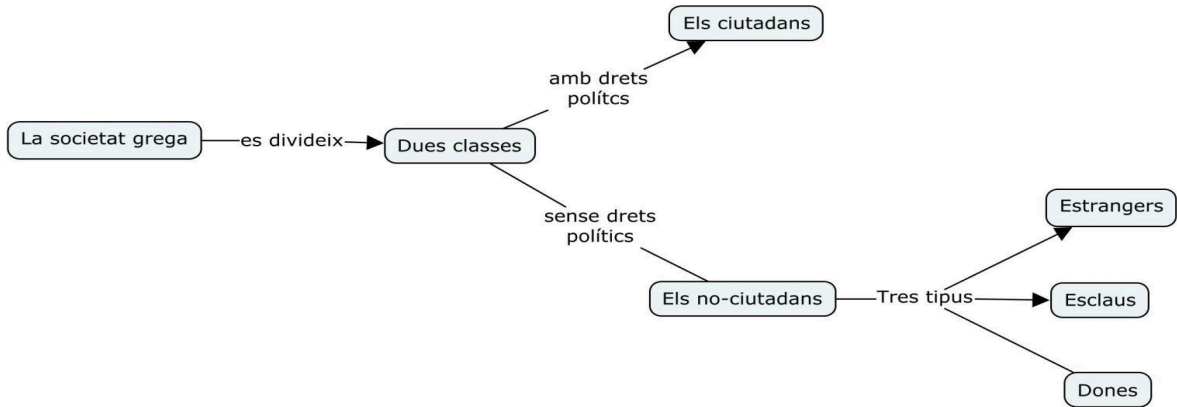 La societat grega
es divideix
Dues classes
amb drets
polítcs
Els ciutadans
sense drets
polítics
Els no-ciutadans
Tres tipus
Estrangers
Esclaus
Dones